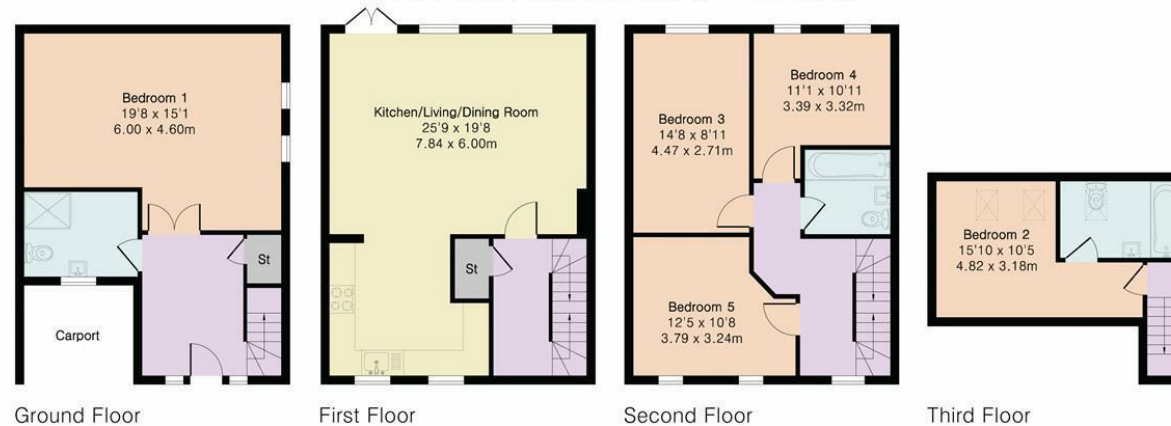 Bedroom 1
19'8 x 15'1
6.00 x 4.60m
St
Carport
Ground Floor
Kitchen/Living/Dining Room
25'9 x 19'8
7.84 x 6.00m
St
First Floor
Bedroom 3
14'8 x 8'11
4.47 x 2.71m
Bedroom 4
11'1 x 10'11
3.39 x 3.32m
Bedroom 5
12'5 x 10'8
3.79 x 3.24m
Second Floor
Bedroom 2
15'10 x 10'5
4.82 x 3.18m
Third Floor